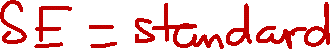 SE = standard